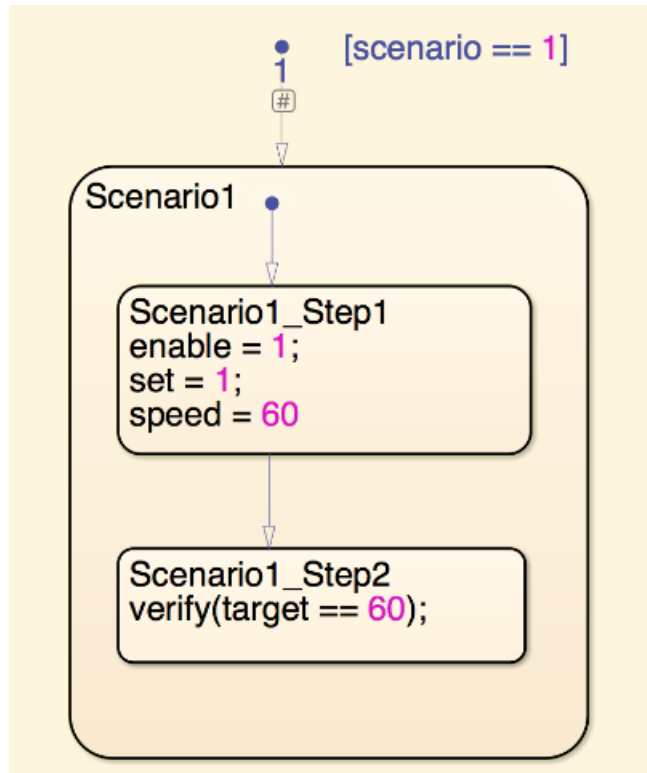 [scenario == 1]
1
#
Scenario1
Scenario1_Step1
enable = 1;
set = 1;
speed = 60
Scenario1_Step2
verify(target == 60);